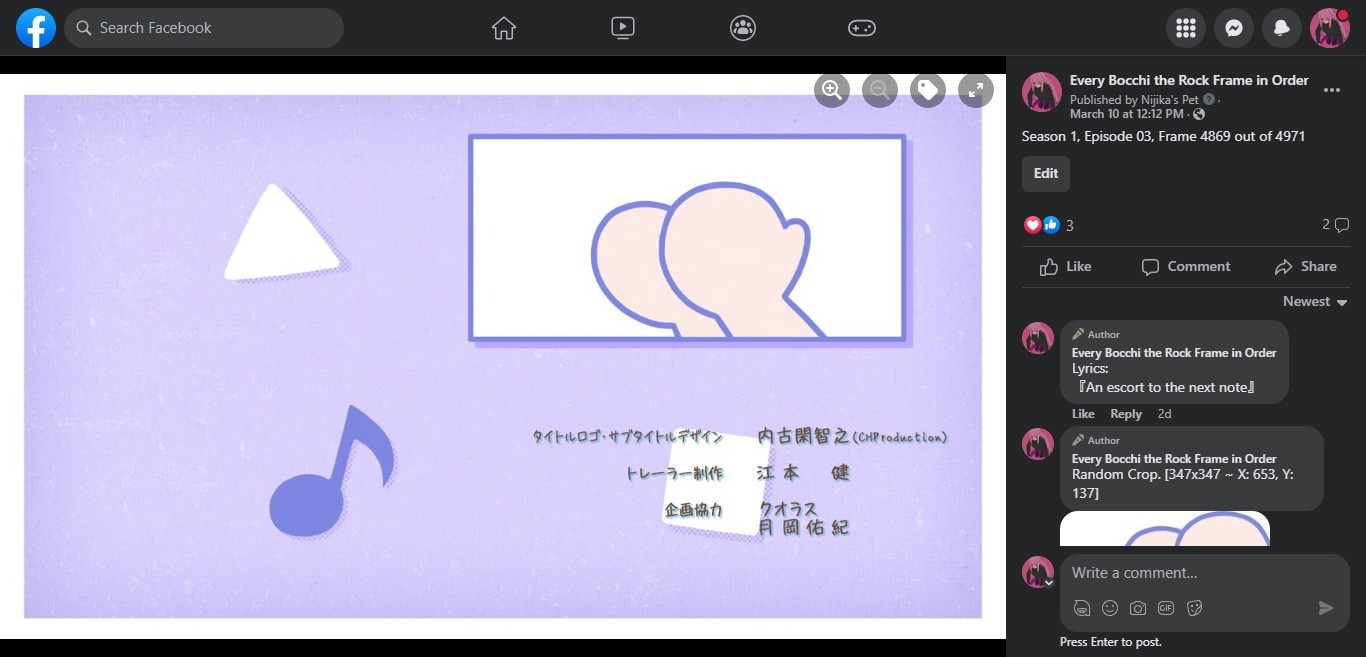 Search Facebook
タイトルロゴ・サブタイトルデザイン 内古閑智之(CHProduction)
トレーラー制作 江本 健
企画協力 クオラス
月岡佑紀
Every Bocchi the Rock Frame in Order
Published by Nijika's Pet ·
March 10 at 12:12 PM ·
Season 1, Episode 03, Frame 4869 out of 4971
Edit
3
2
Like Comment Share
Newest
Author
Every Bocchi the Rock Frame in Order
Lyrics:
『An escort to the next note』
Like Reply 2d
Author
Every Bocchi the Rock Frame in Order
Random Crop. [347x347 ~ X: 653, Y:
137]
Write a comment...
GIF
Press Enter to post.